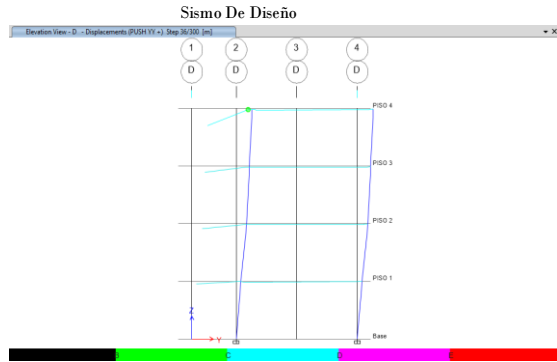 Sismo De Diseño
Elevation View - D - Displacements (PUSH YY +) Step 36/300 [m]
1 2 3 4
D D D D
PISO 4
PISO 3
PISO 2
PISO 1
Z
Y
Base
B C D E